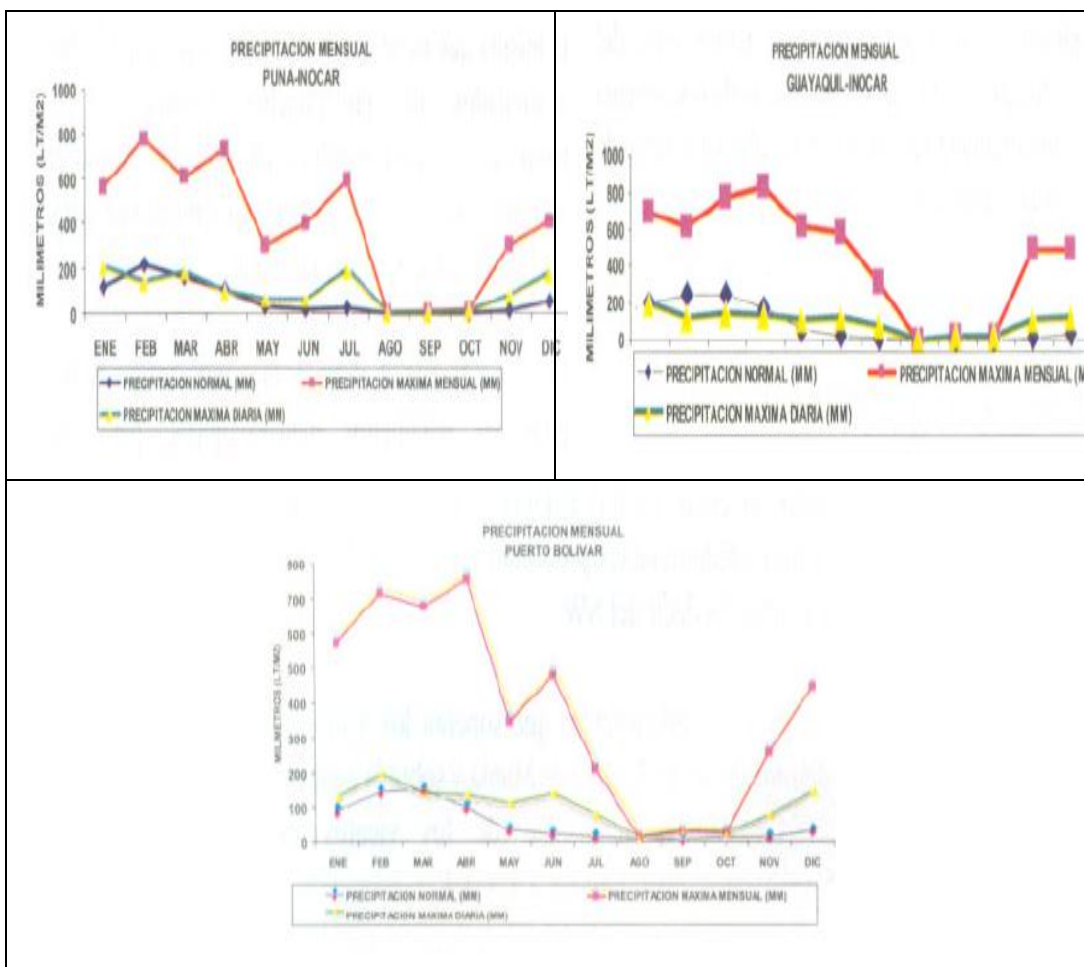 PRECIPITACION MENSUAL
PUNA-INOCAR
MILIMETROS (LT/M2)
1000
800
600
400
200
0
ENE FEB MAR ABR MAY JUN JUL AGO SEP OCT NOV DIC
PRECIPITACION NORMAL (MM) PRECIPITACION MAXIMA MENSUAL (MM)
PRECIPITACION MAXIMA DIARIA (MM)
PRECIPITACION MENSUAL
GUAYAQUIL-INOCAR
MILIMETROS (LT/M2)
1000
800
600
400
200
0
PRECIPITACION NORMAL (MM) PRECIPITACION MAXIMA MENSUAL (M
PRECIPITACION MAXIMA DIARIA (MM)
PRECIPITACION MENSUAL
PUERTO BOLIVAR
MILIMETROS (LT/M2)
800
700
600
500
400
300
200
100
0
ENE FEB MAR ABR MAY JUN JUL AGO SEP OCT NOV DIC
PRECIPITACION NORMAL (MM) PRECIPITACION MAXIMA MENSUAL (MM)
PRECIPITACION MAXIMA DIARIA (MM)